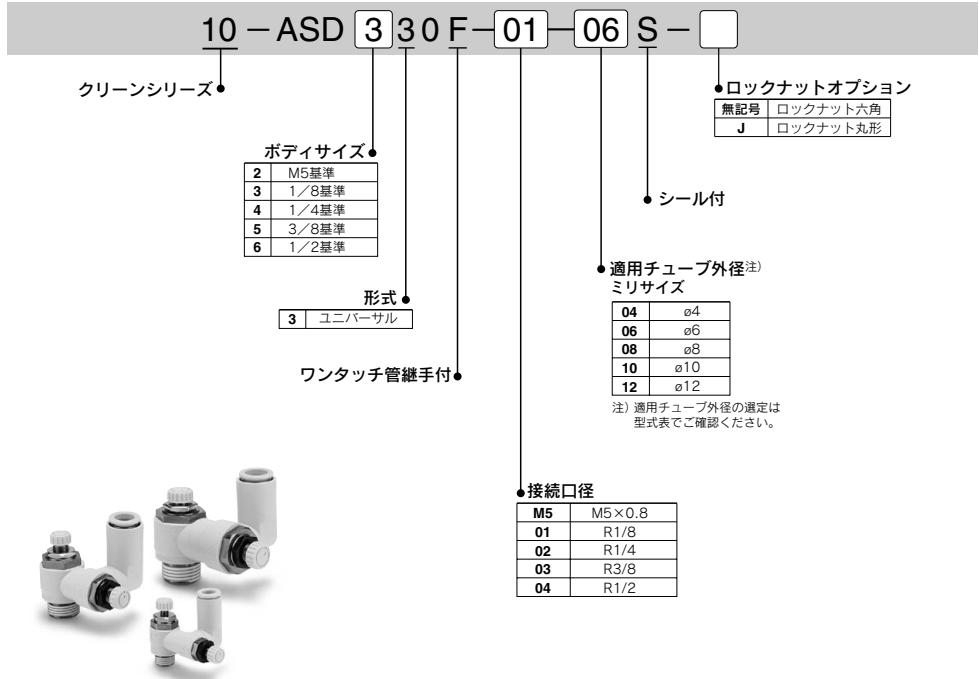 10－ASD 3 3 0 F－01－06 S－
クリーンシリーズ
ロックナットオプション
無記号 ロックナット六角
J ロックナット丸形
ボディサイズ
2 M5基準
3 1／8基準
4 1／4基準
5 3／8基準
6 1／2基準
シール付
適用チューブ外径注）
ミリサイズ
04 ø4
06 ø6
08 ø8
10 ø10
12 ø12
注）適用チューブ外径の選定は
型式表でご確認ください。
形式
3 ユニバーサル
ワンタッチ管継手付
接続口径
M5 M5×0.8
01 R1/8
02 R1/4
03 R3/8
04 R1/2